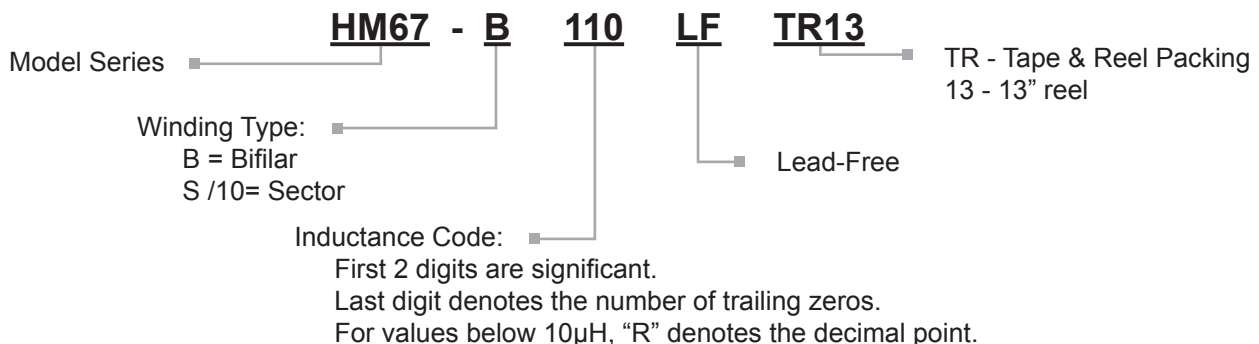 HM67 - B 110 LF TR13
Model Series
TR - Tape & Reel Packing
13 - 13” reel
Winding Type:
B = Bifilar
S /10= Sector
Lead-Free
Inductance Code:
First 2 digits are significant.
Last digit denotes the number of trailing zeros.
For values below 10µH, “R” denotes the decimal point.